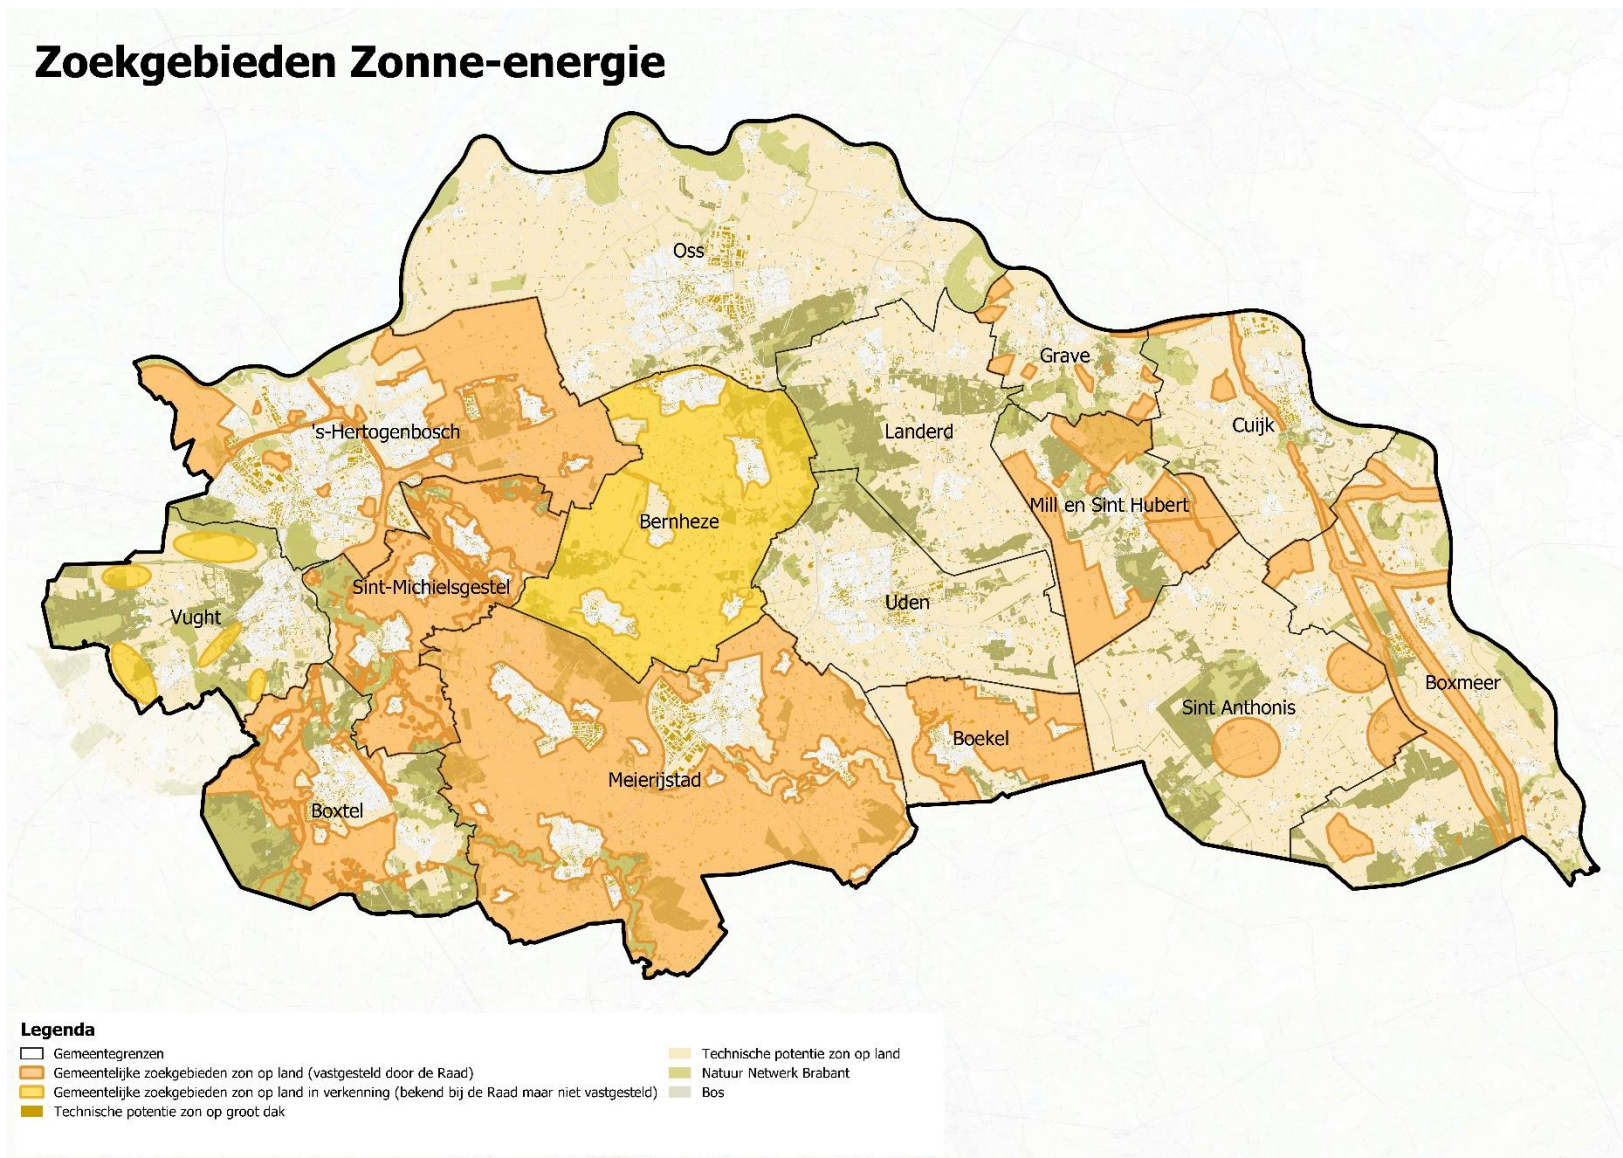 Zoekgebieden Zonne-energie
Oss
Grave
's-Hertogenbosch
Landerd
Cuijk
Bernheze
Mill en Sint Hubert
Sint-Michielsgestel
Uden
Vught
Boxmeer
Sint Anthonis
Boekel
Meierijstad
Boxtel
Legenda
Gemeentegrenzen
Gemeentelijke zoekgebieden zon op land (vastgesteld door de Raad)
Gemeentelijke zoekgebieden zon op land in verkenning (bekend bij de Raad maar niet vastgesteld)
Technische potentie zon op groot dak
Technische potentie zon op land
Natuur Netwerk Brabant
Bos